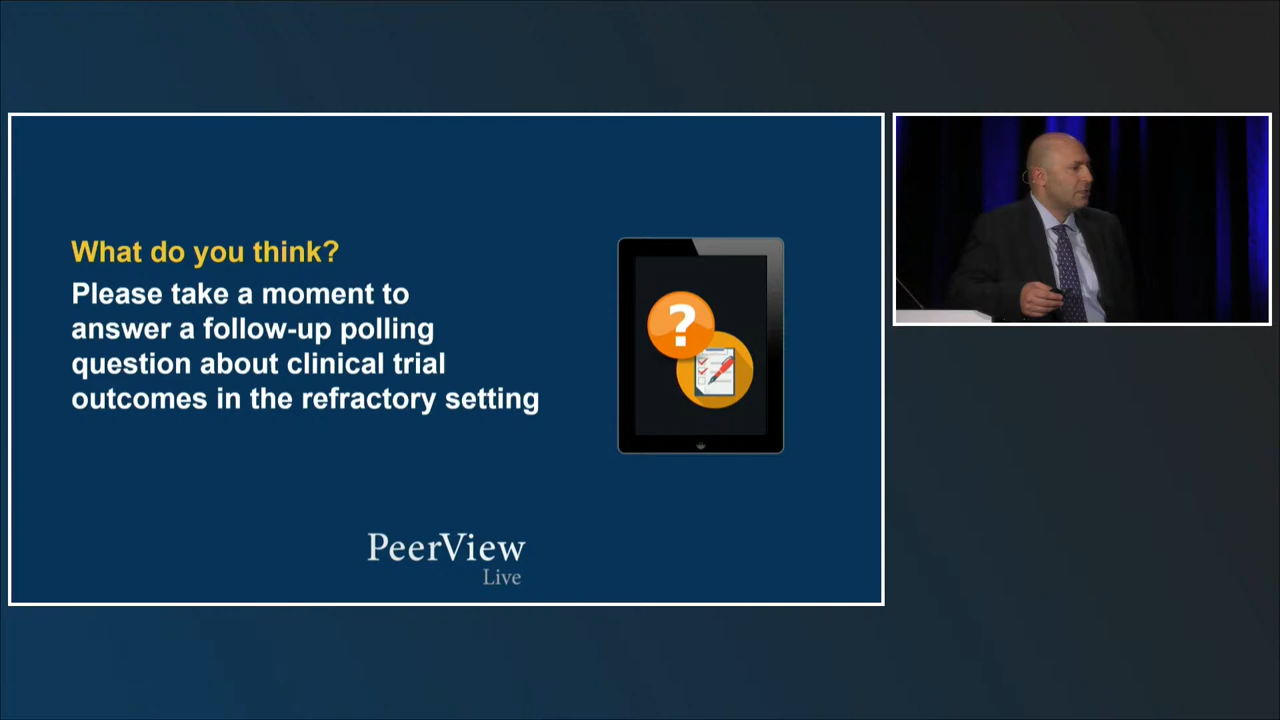 What do you think?
Please take a moment to
answer a follow-up polling
question about clinical trial
outcomes in the refractory setting
?
PeerView
Live